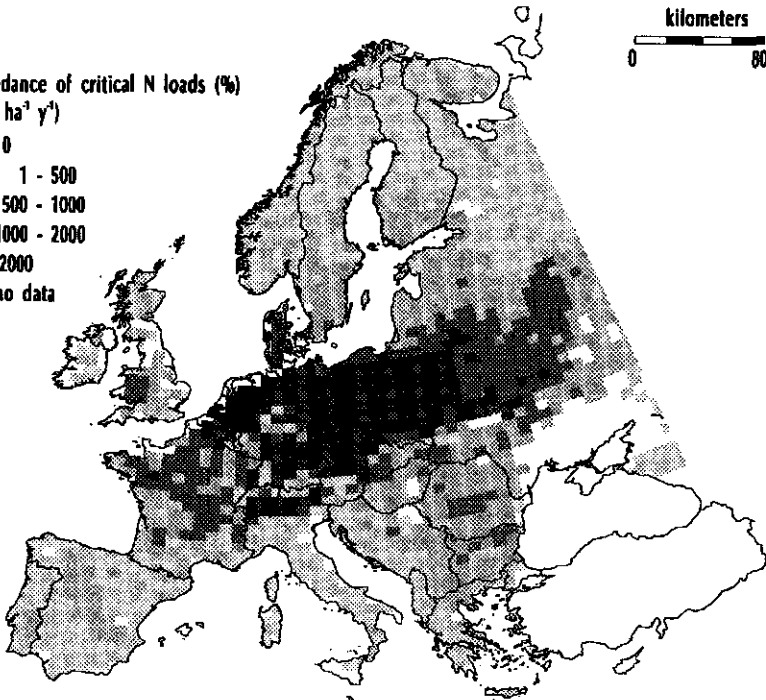 kilometers
0 80
edance of critical N loads (%)
ha⁻¹ y⁻¹)
0
1 - 500
500 - 1000
1000 - 2000
2000
no data